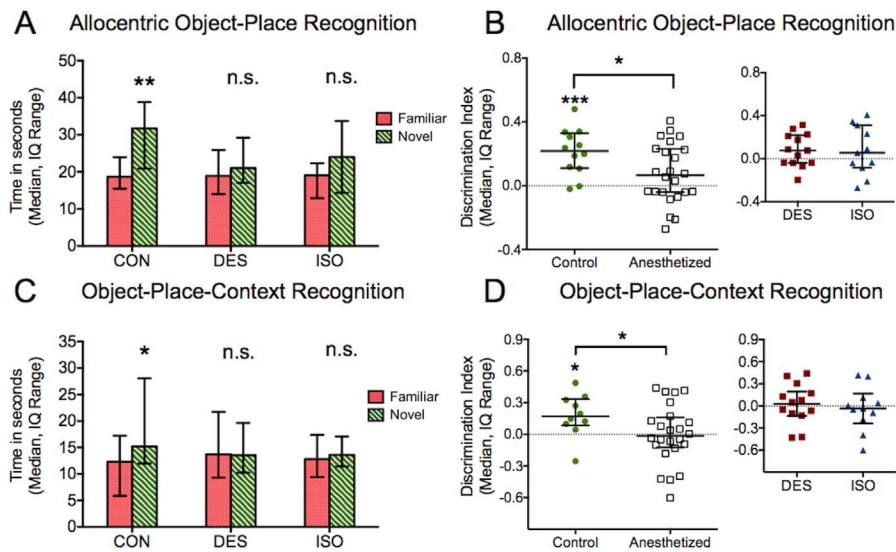 A Allocentric Object-Place Recognition
Time in seconds
(Median, IQ Range)
50
40
30
20
10
0
**
n.s.
n.s.
Familiar
Novel
CON DES ISO
B Allocentric Object-Place Recognition
Discrimination Index
(Median, IQ Range)
0.8
0.4
0.0
-0.4
***
*
Control Anesthetized
0.8
0.4
0.0
-0.4
DES ISO
C Object-Place-Context Recognition
Time in seconds
(Median, IQ Range)
35
30
25
20
15
10
5
0
*
n.s.
n.s.
Familiar
Novel
CON DES ISO
D Object-Place-Context Recognition
Discrimination Index
(Median, IQ Range)
0.9
0.6
0.3
0.0
-0.3
-0.6
*
*
Control Anesthetized
0.9
0.6
0.3
0.0
-0.3
-0.6
DES ISO